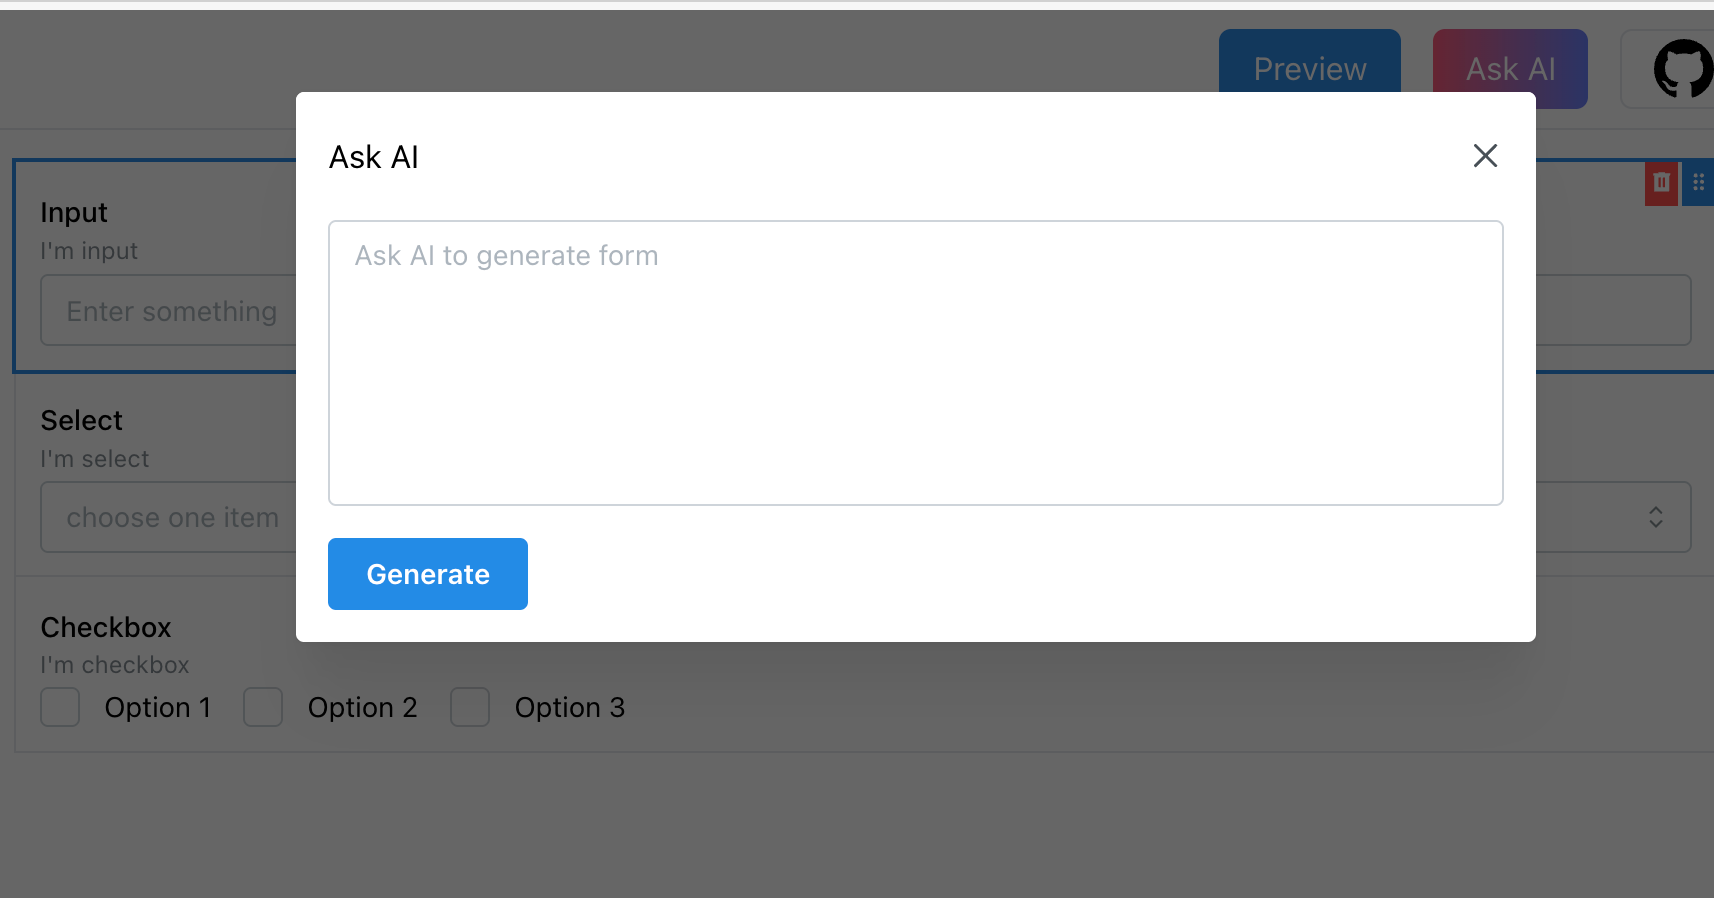 Preview
Ask AI
Ask AI
Ask AI to generate form
Generate
Input
I'm input
Enter something
Select
I'm select
choose one item
Checkbox
I'm checkbox
Option 1 Option 2 Option 3